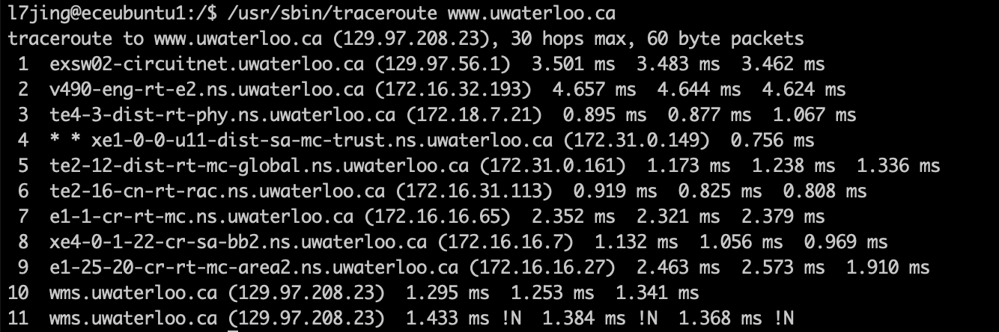 l7jing@eceubuntu1:/$ /usr/sbin/traceroute www.uwaterloo.ca
traceroute to www.uwaterloo.ca (129.97.208.23), 30 hops max, 60 byte packets
 1  exsw02-circuitnet.uwaterloo.ca (129.97.56.1)  3.501 ms  3.483 ms  3.462 ms
 2  v490-eng-rt-e2.ns.uwaterloo.ca (172.16.32.193)  4.657 ms  4.644 ms  4.624 ms
 3  te4-3-dist-rt-phy.ns.uwaterloo.ca (172.18.7.21)  0.895 ms  0.877 ms  1.067 ms
 4  * * xe1-0-0-u11-dist-sa-mc-trust.ns.uwaterloo.ca (172.31.0.149)  0.756 ms
 5  te2-12-dist-rt-mc-global.ns.uwaterloo.ca (172.31.0.161)  1.173 ms  1.238 ms  1.336 ms
 6  te2-16-cn-rt-rac.ns.uwaterloo.ca (172.16.31.113)  0.919 ms  0.825 ms  0.808 ms
 7  e1-1-cr-rt-mc.ns.uwaterloo.ca (172.16.16.65)  2.352 ms  2.321 ms  2.379 ms
 8  xe4-0-1-22-cr-sa-bb2.ns.uwaterloo.ca (172.16.16.7)  1.132 ms  1.056 ms  0.969 ms
 9  e1-25-20-cr-rt-mc-area2.ns.uwaterloo.ca (172.16.16.27)  2.463 ms  2.573 ms  1.910 ms
10  wms.uwaterloo.ca (129.97.208.23)  1.295 ms  1.253 ms  1.341 ms
11  wms.uwaterloo.ca (129.97.208.23)  1.433 ms !N  1.384 ms !N  1.368 ms !N